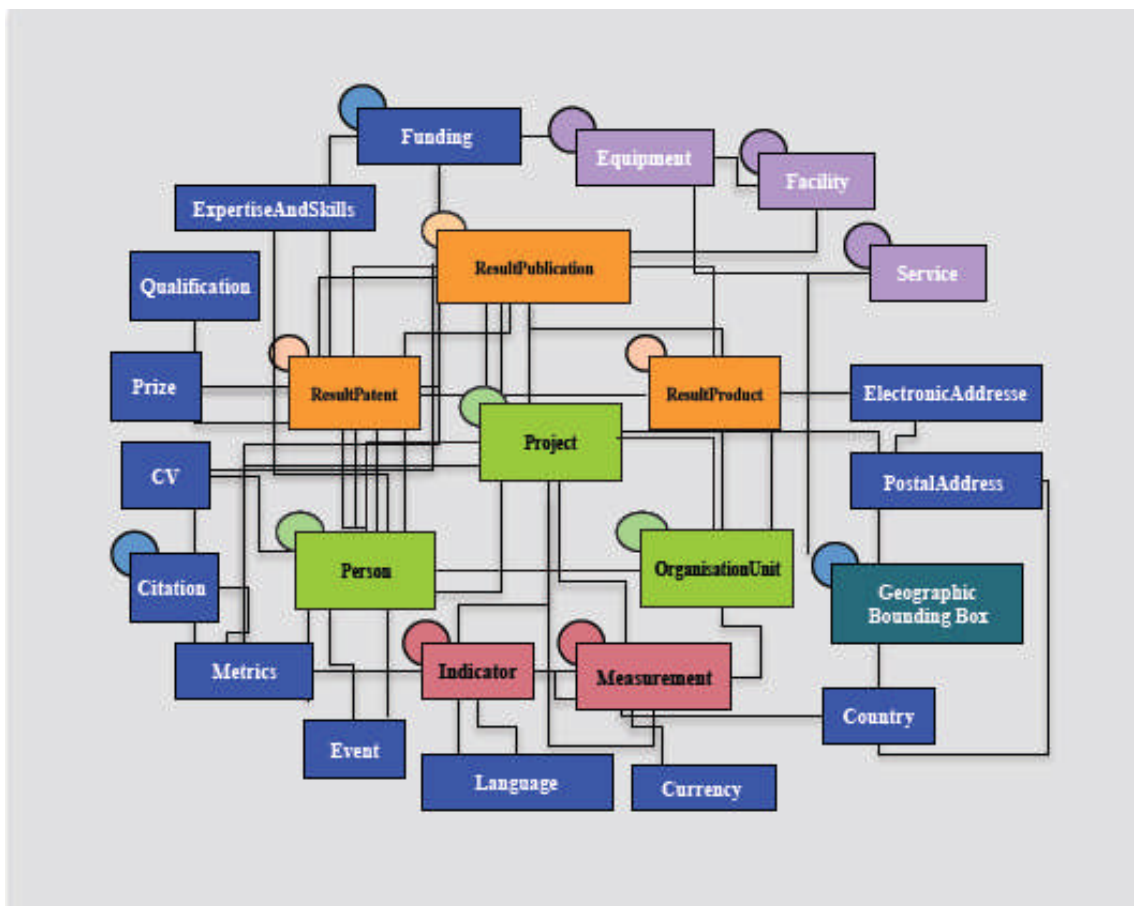 Funding
Equipment
Facility
ExpertiseAndSkills
ResultPublication
Service
Qualification
Prize
ResultPatent
ResultProduct
ElectronicAddresse
Project
CV
PostalAddress
Person
OrganisationUnit
Citation
Geographic
Bounding Box
Metrics
Indicator
Measurement
Country
Event
Language
Currency